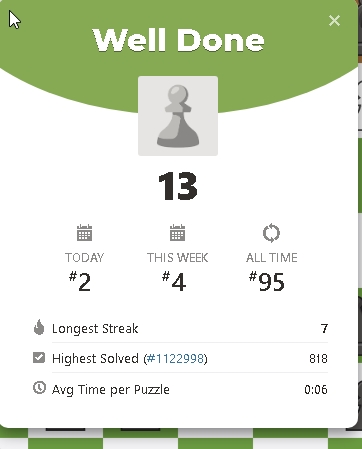 Well Done
13
TODAY THIS WEEK ALL TIME
#2 #4 #95
Longest Streak 7
Highest Solved (#1122998) 818
Avg Time per Puzzle 0:06